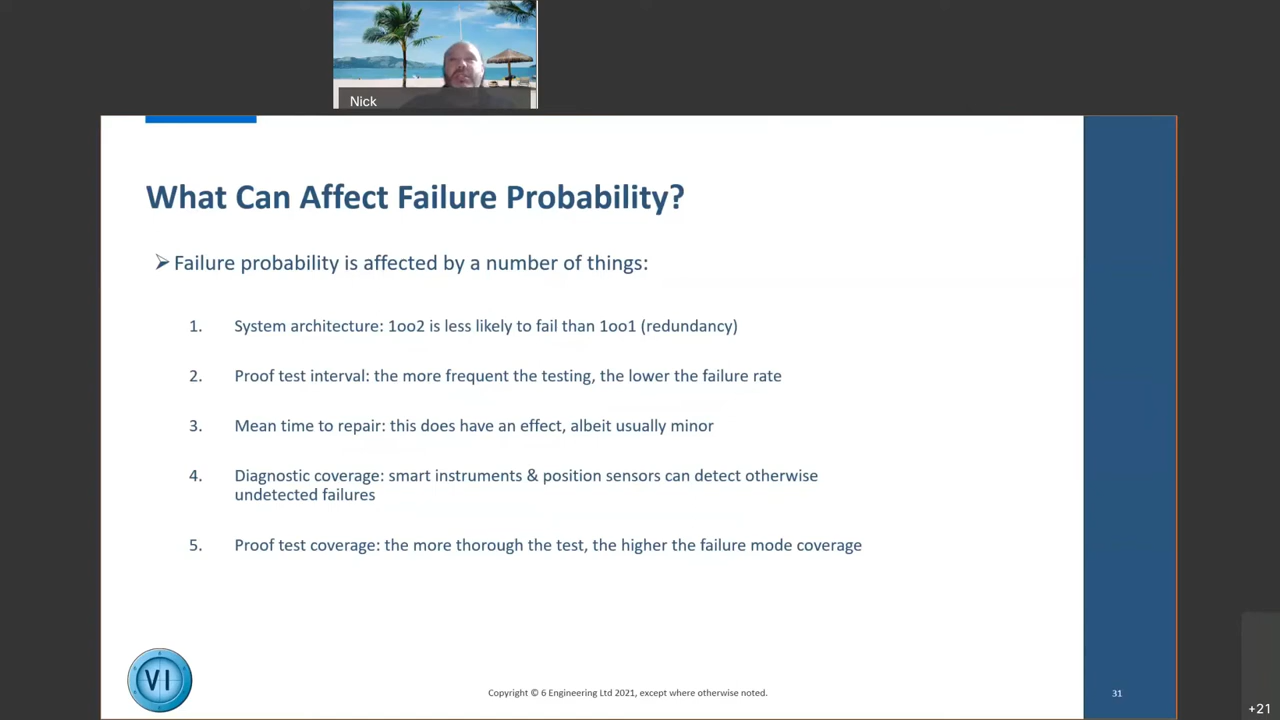 Nick
What Can Affect Failure Probability?
Failure probability is affected by a number of things:
1. System architecture: 1oo2 is less likely to fail than 1oo1 (redundancy)
2. Proof test interval: the more frequent the testing, the lower the failure rate
3. Mean time to repair: this does have an effect, albeit usually minor
4. Diagnostic coverage: smart instruments & position sensors can detect otherwise
undetected failures
5. Proof test coverage: the more thorough the test, the higher the failure mode coverage
VI
Copyright © 6 Engineering Ltd 2021, except where otherwise noted.
31
+21